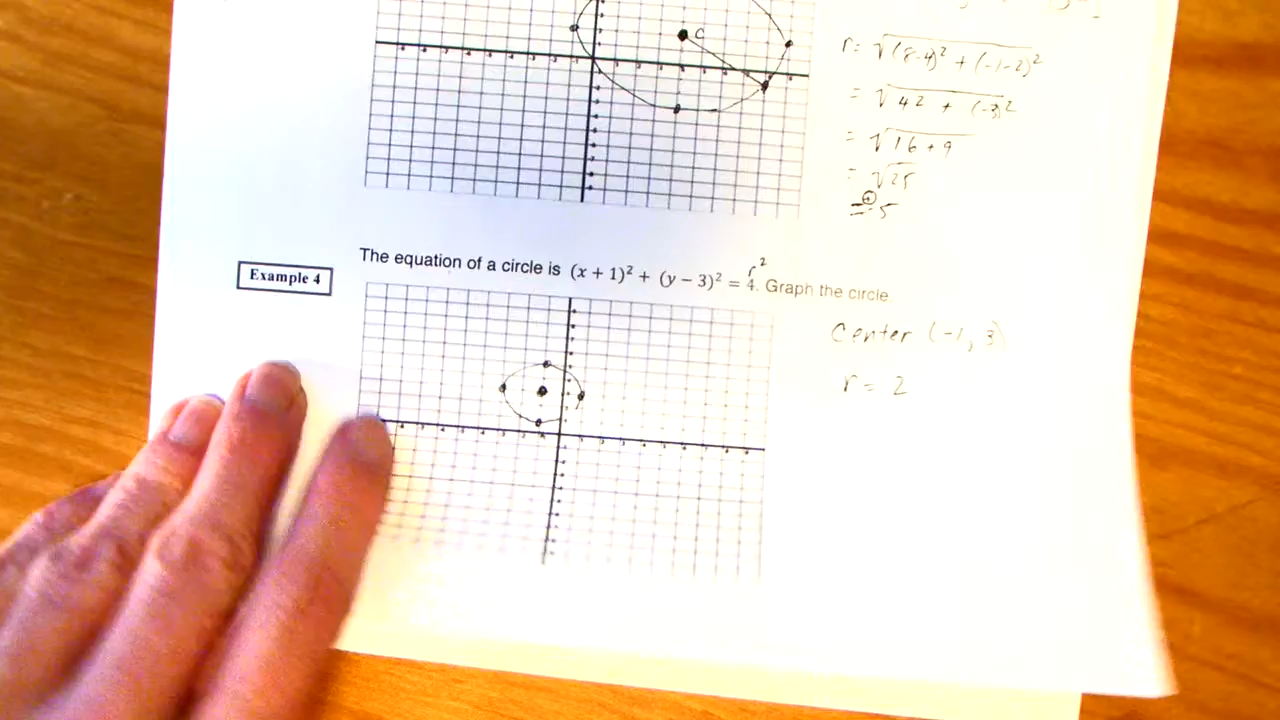 C
r = √(8-4)² + (-1-2)²
= √4² + (-3)²
= √16 + 9
= √25
= 5
The equation of a circle is (x + 1)² + (y − 3)² = 4. Graph the circle
r²
Example 4
Center (-1, 3)
r = 2